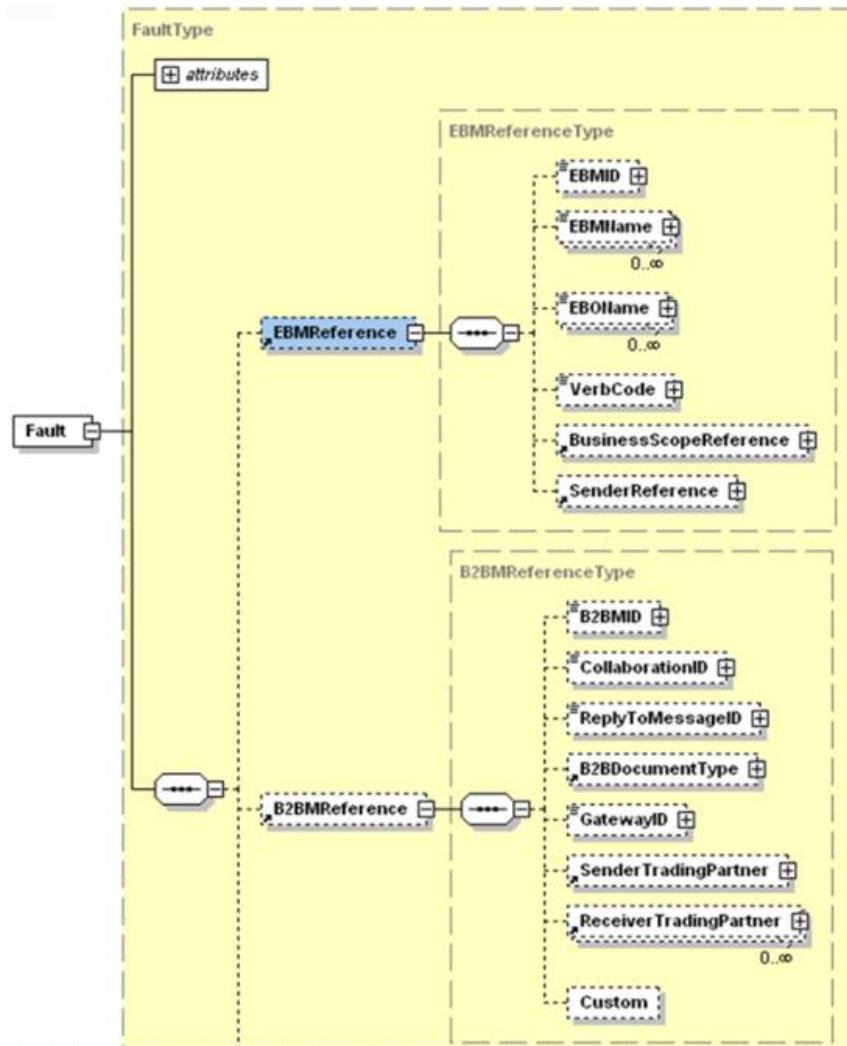 FaultType
attributes
EBMReferenceType
EBMID
EBMName
0..∞
EBOName
0..∞
EBMReference
VerbCode
Fault
BusinessScopeReference
SenderReference
B2BMReferenceType
B2BMID
CollaborationID
ReplyToMessageID
B2BDocumentType
B2BMReference
GatewayID
SenderTradingPartner
ReceiverTradingPartner
0..∞
Custom